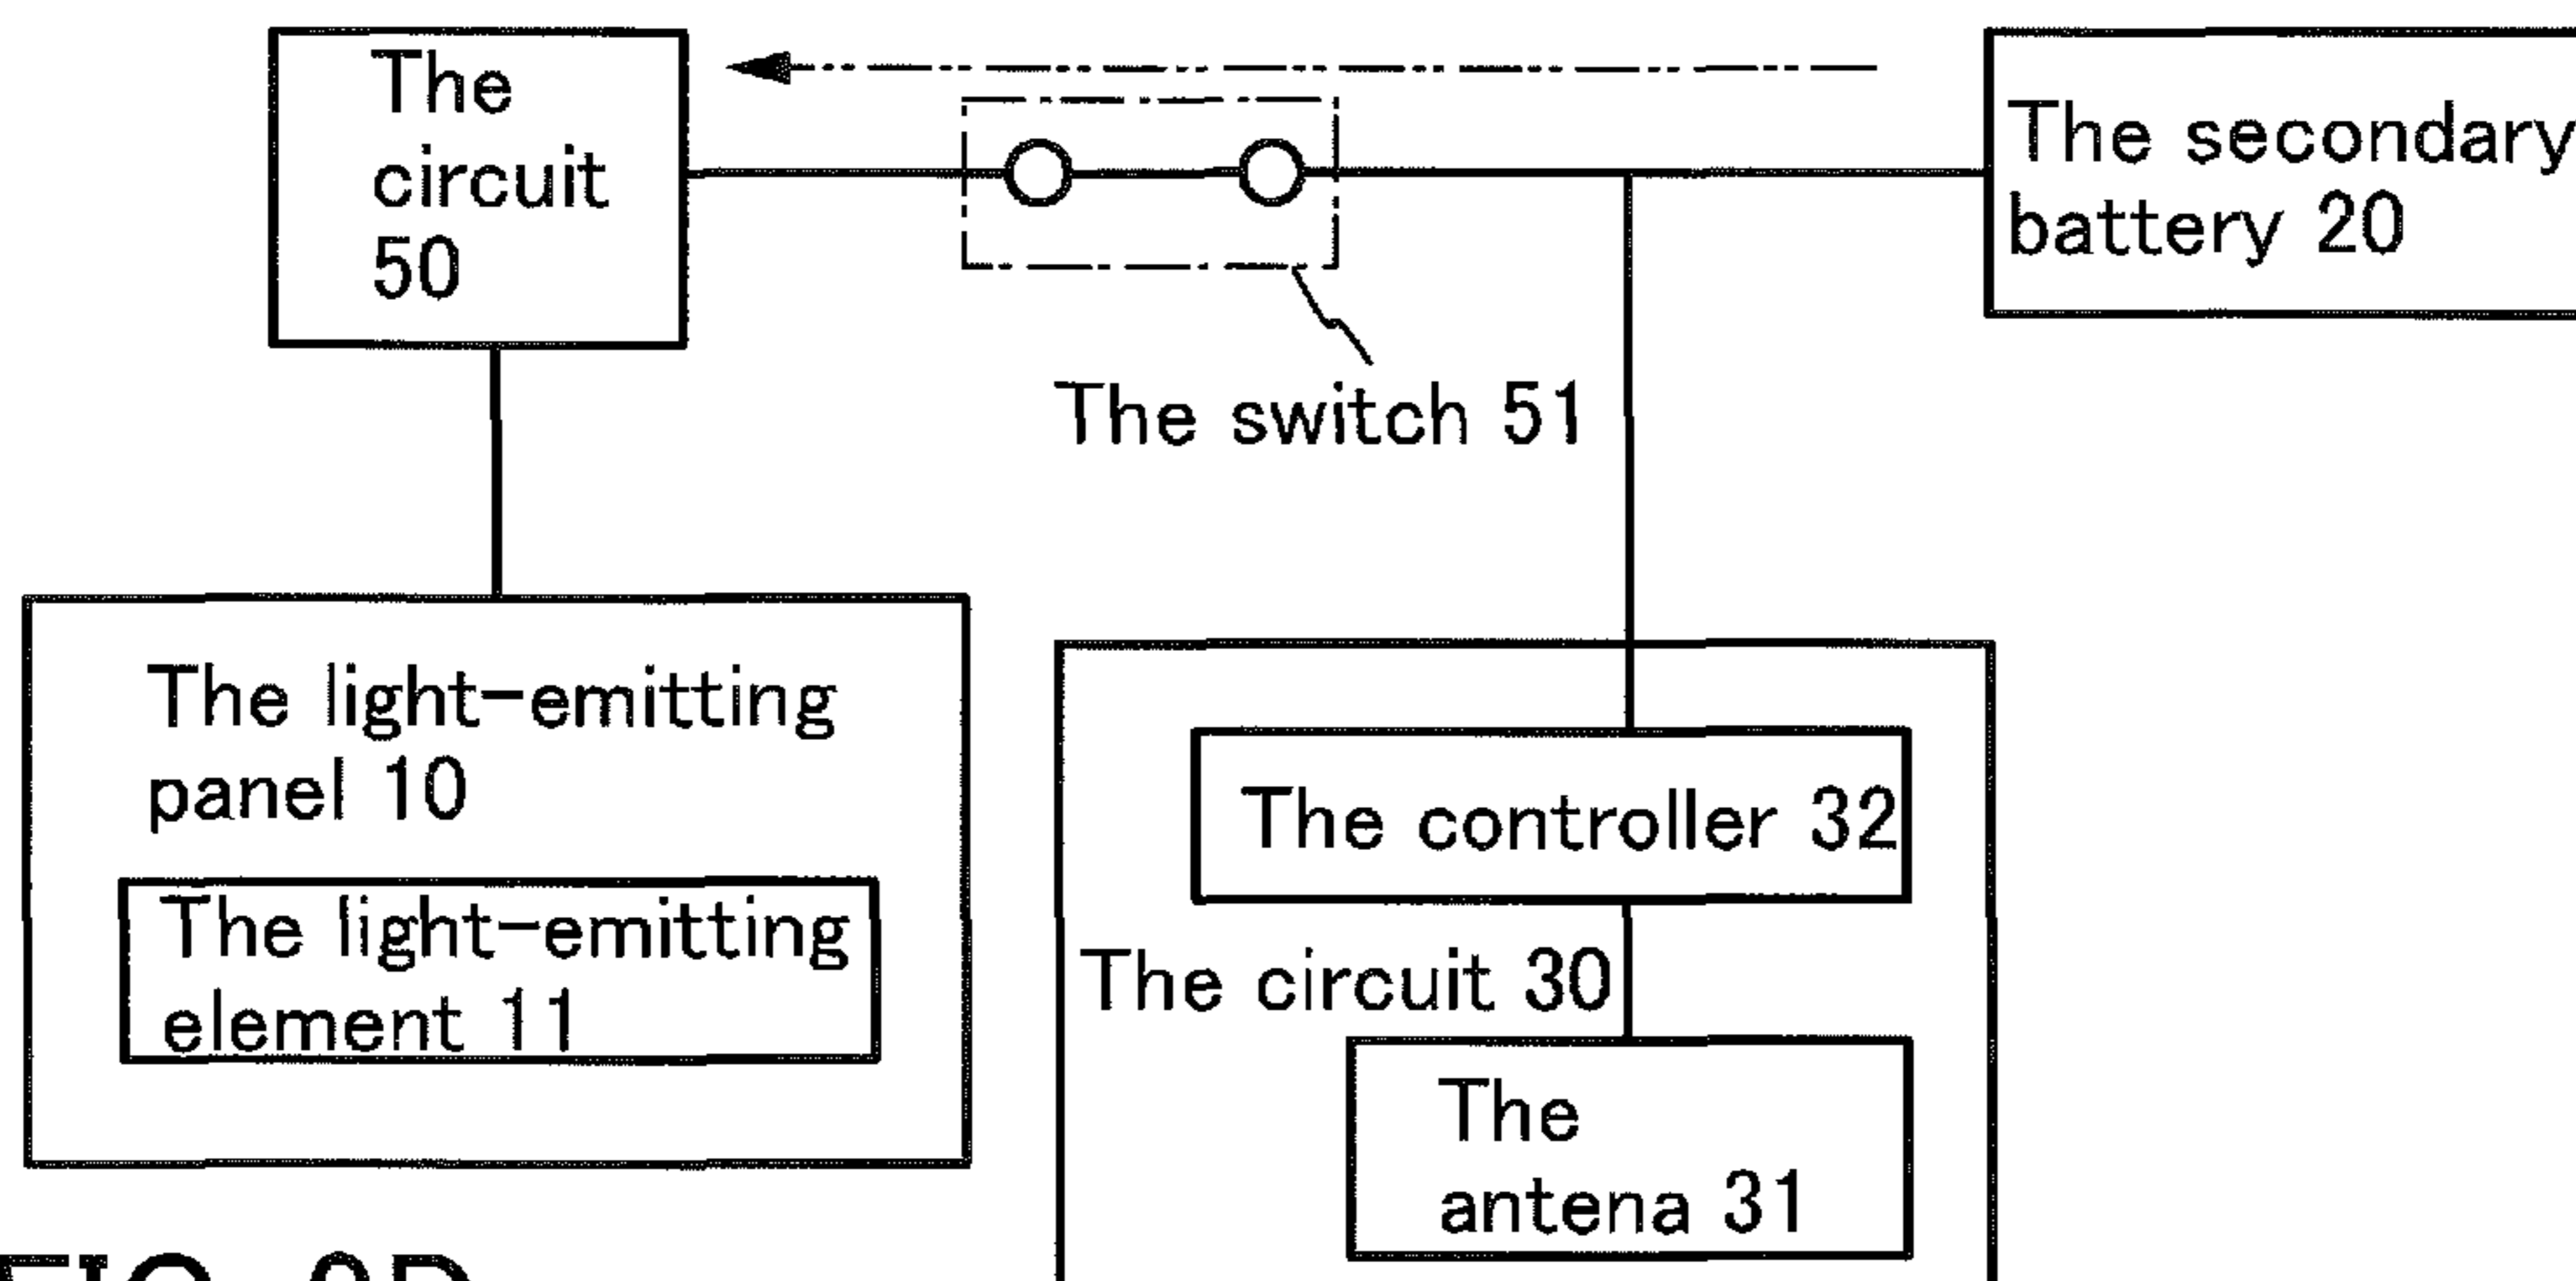 The
circuit
50
The secondary
battery 20
The switch 51
The light-emitting
panel 10
The light-emitting
element 11
The controller 32
The circuit 30
The
antena 31